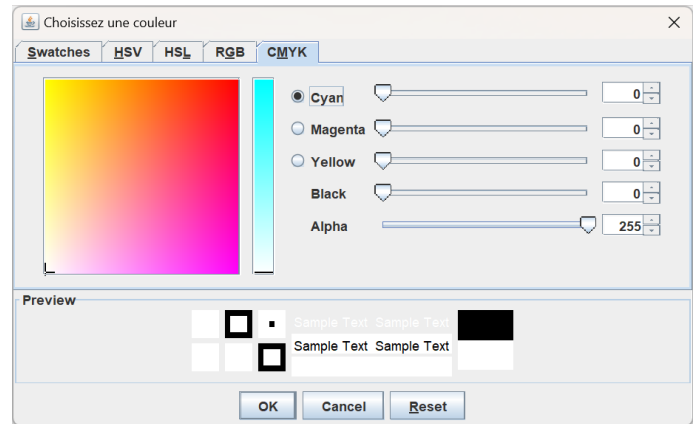 Choisissez une couleur
Swatches HSV HSL RGB CMYK
Cyan 0
Magenta 0
Yellow 0
Black 0
Alpha 255
Preview
Sample Text Sample Text
Sample Text Sample Text
OK Cancel Reset